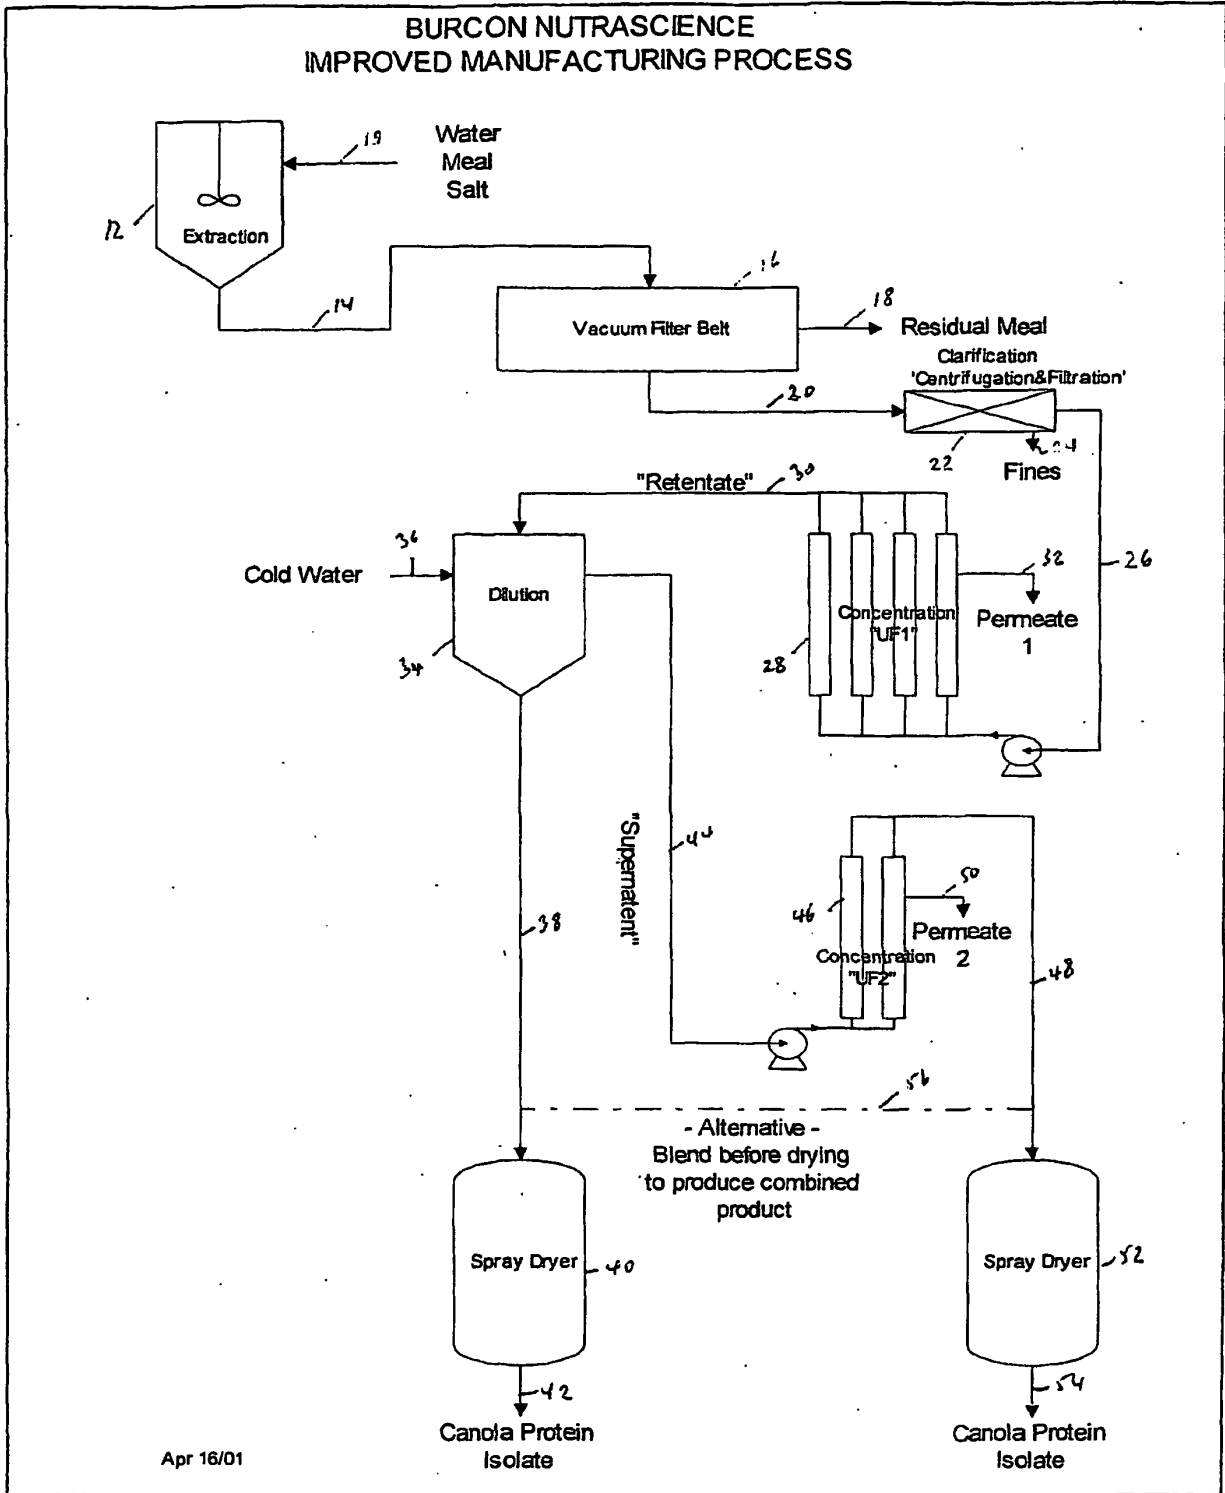 BURCON NUTRASCIENCE
IMPROVED MANUFACTURING PROCESS
Water
Meal
Salt
12
Extraction
14
16
Vacuum Filter Belt
18
Residual Meal
Clarification
'Centrifugation&Filtration'
20
22
Fines
"Retentate"
30
36
Cold Water
Dilution
34
Concentration
"UF1"
28
32
Permeate
1
26
"Supernatent"
44
38
46
Concentration
"UF2"
50
Permeate
2
48
56
- Alternative -
Blend before drying
to produce combined
product
Spray Dryer
40
Spray Dryer
52
42
54
Canola Protein
Isolate
Canola Protein
Isolate
Apr 16/01